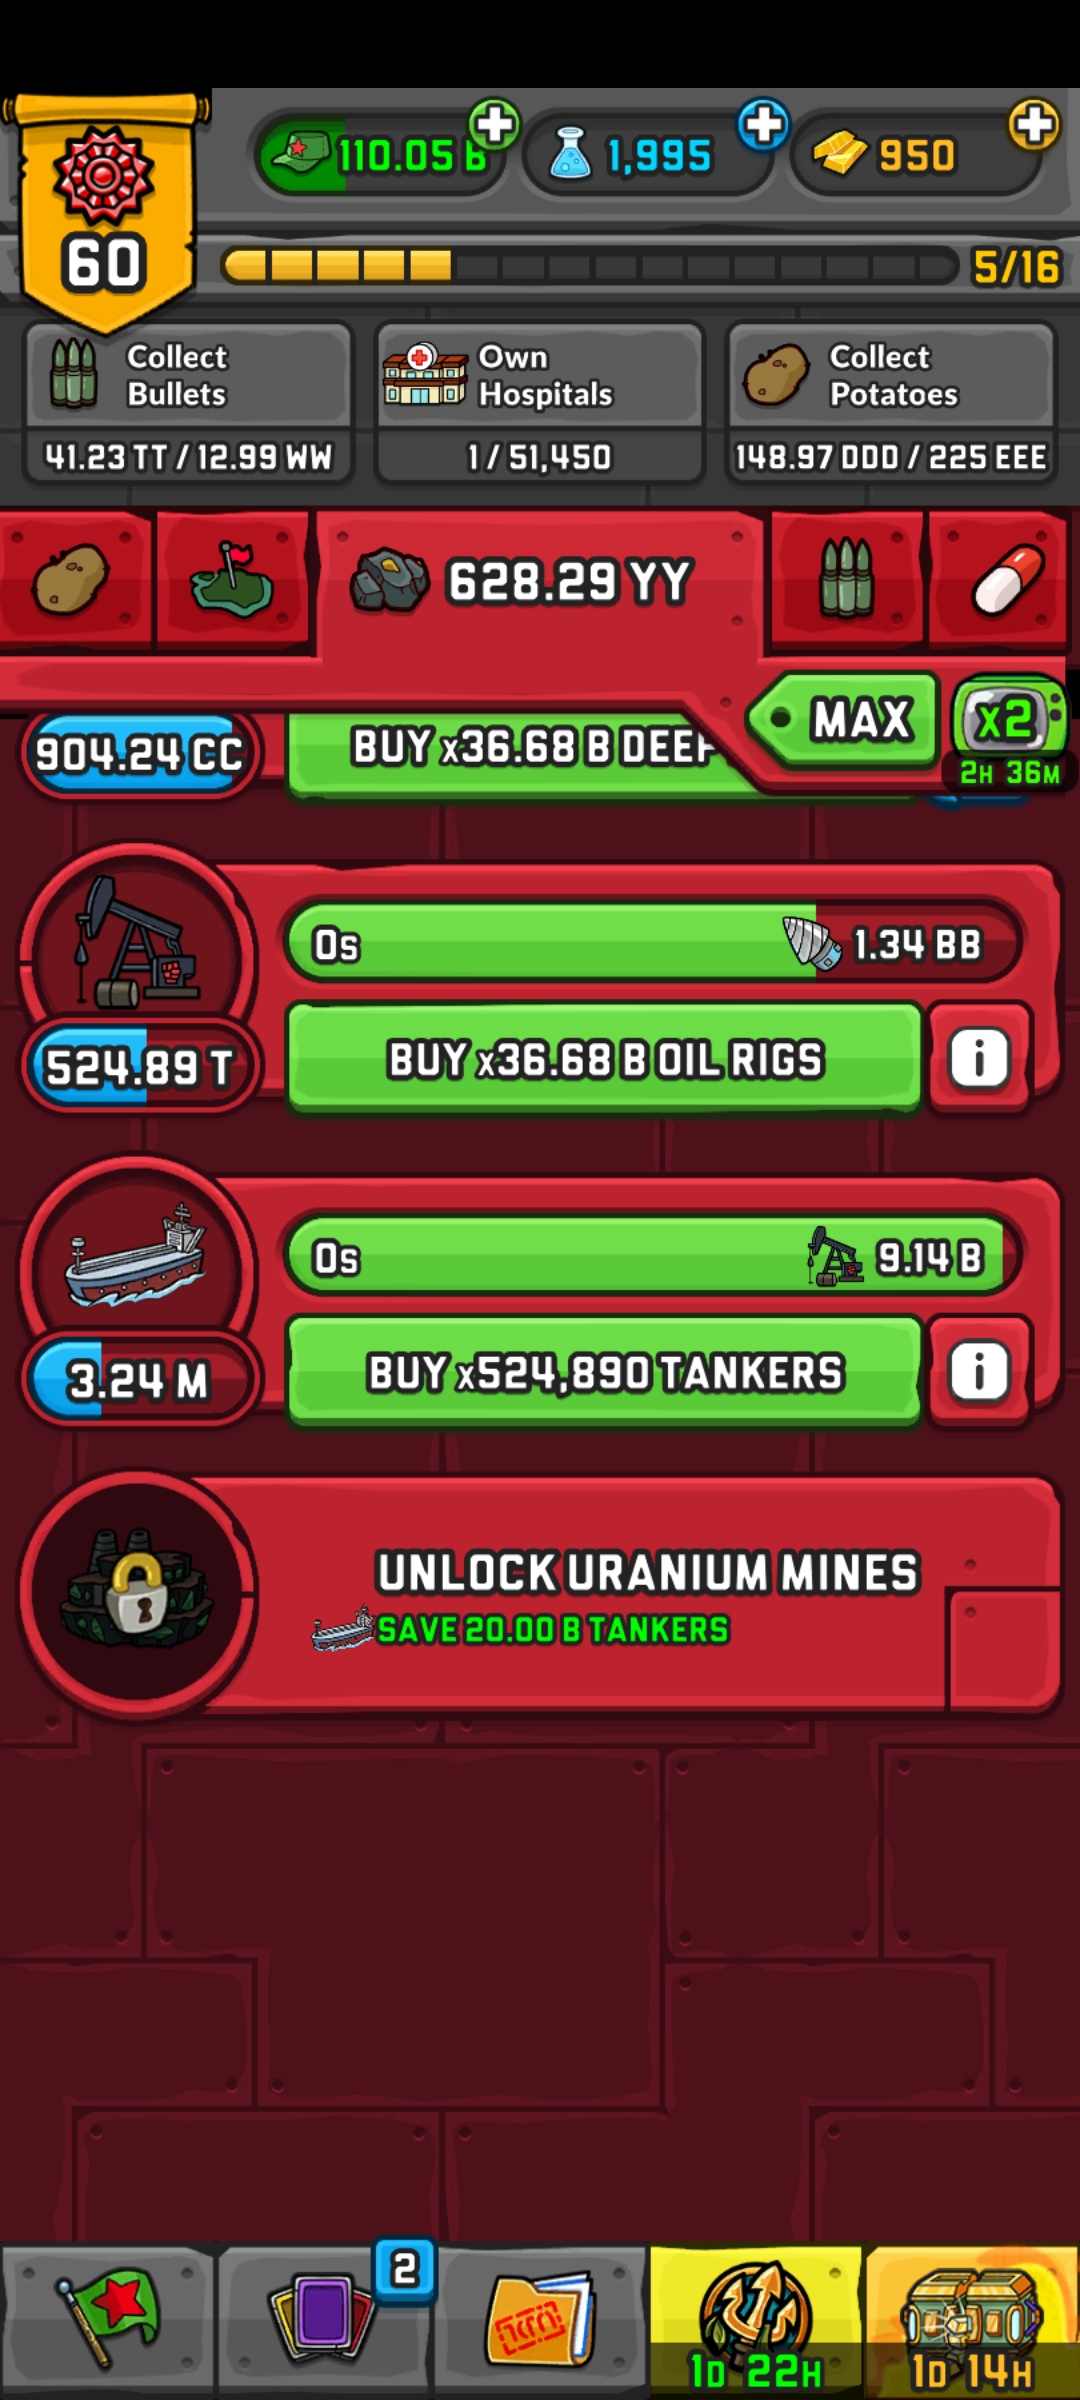 110.05 B
1,995
950
60
5/16
Collect
Bullets
Own
Hospitals
Collect
Potatoes
41.23 TT / 12.99 WW
1 / 51,450
148.97 DDD / 225 EEE
628.29 YY
MAX
x2
2H 36M
904.24 CC
BUY x36.68 B DEEP
0s
1.34 BB
524.89 T
BUY x36.68 B OIL RIGS
i
0s
9.14 B
3.24 M
BUY x524,890 TANKERS
i
UNLOCK URANIUM MINES
SAVE 20.00 B TANKERS
2
1D 22H
1D 14H